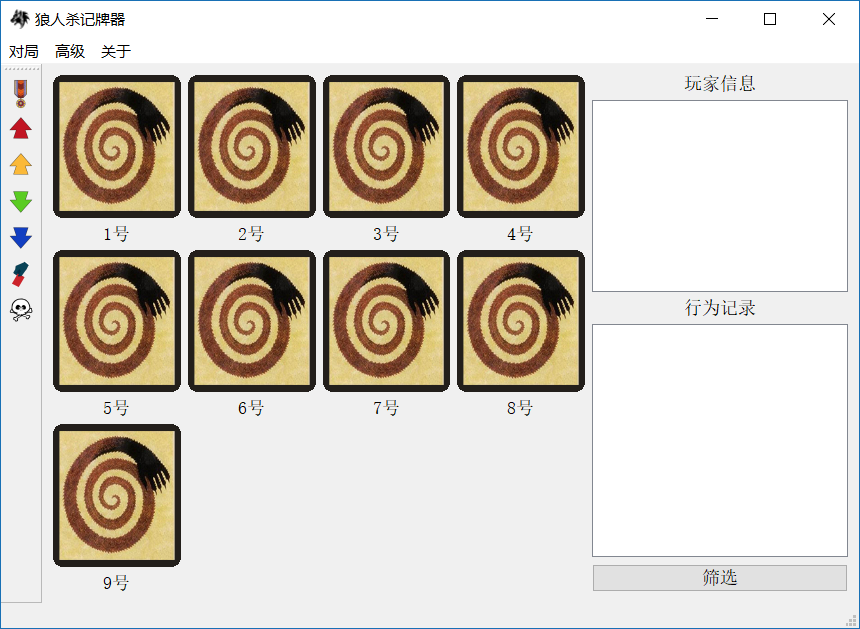 狼人杀记牌器
对局 高级 关于
玩家信息
1号 2号 3号 4号
行为记录
5号 6号 7号 8号
筛选
9号